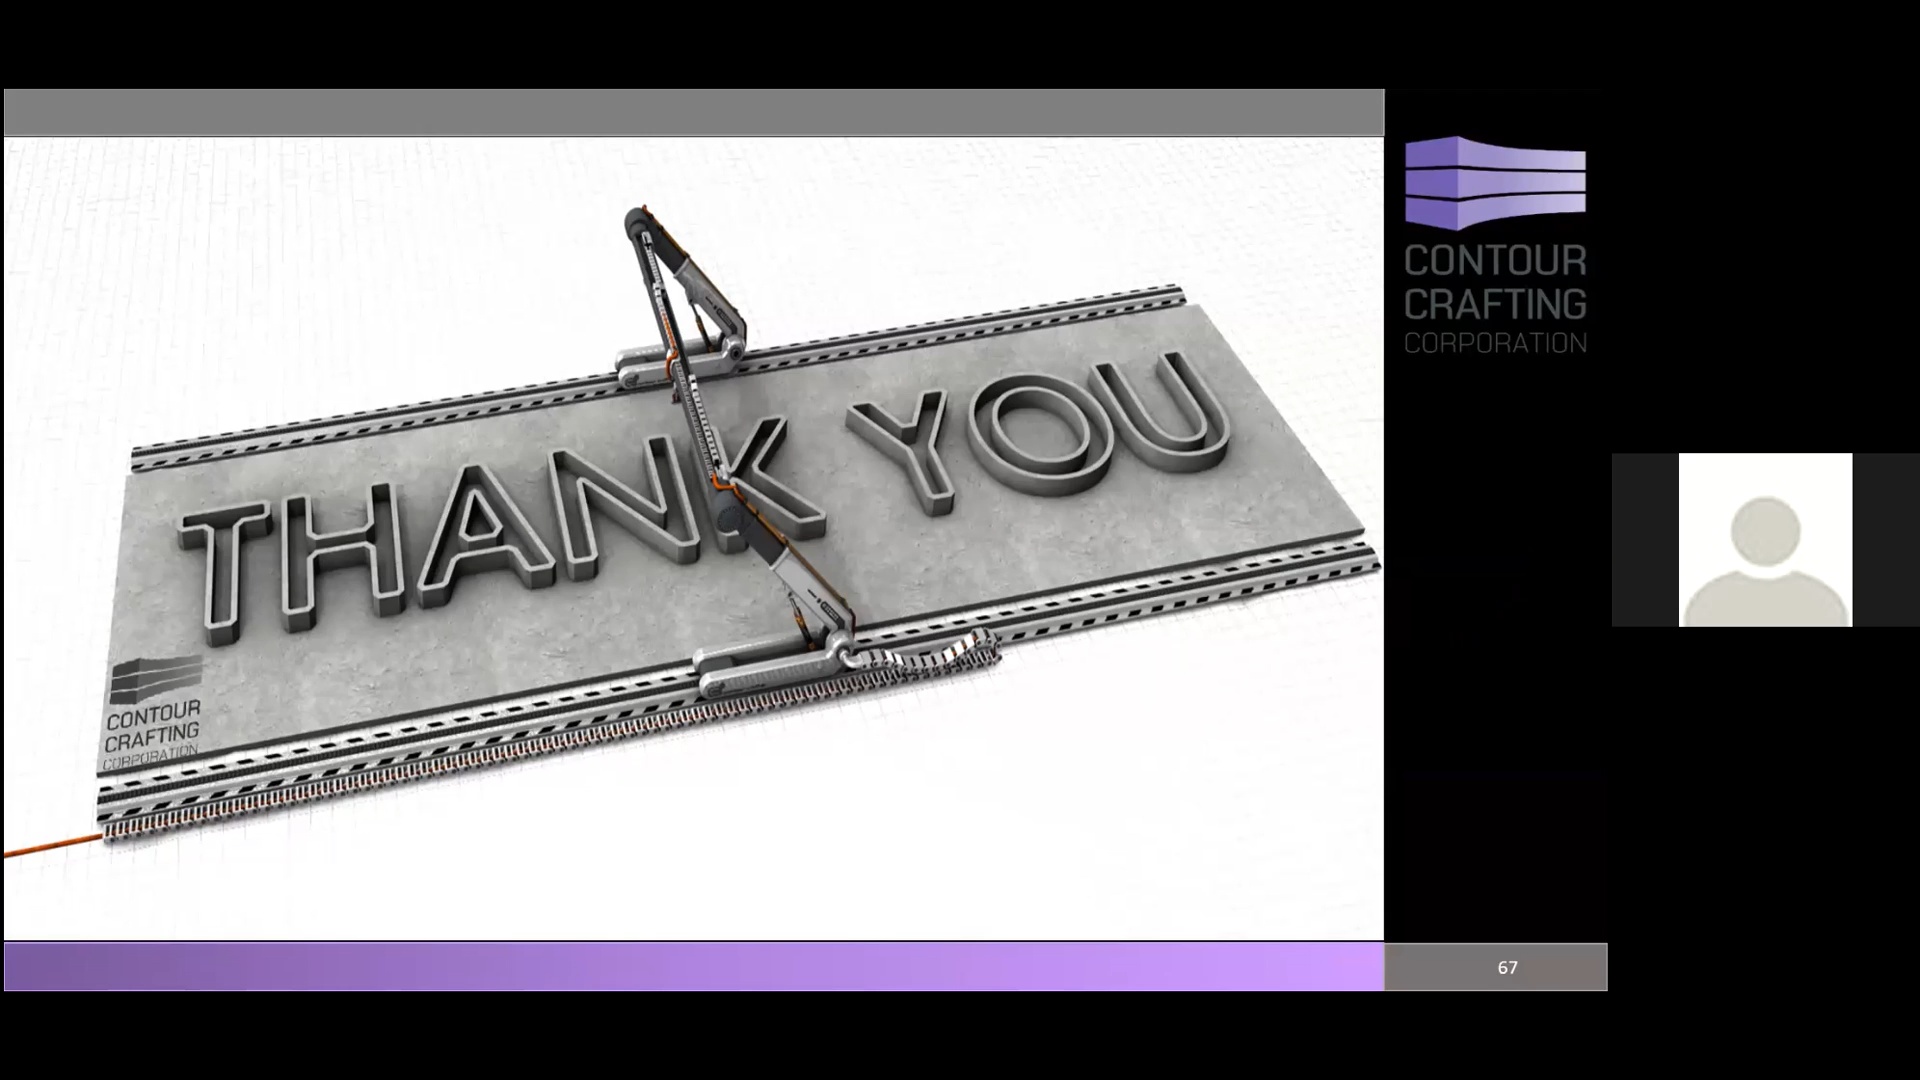 THANK YOU
CONTOUR
CRAFTING
CORPORATION
CONTOUR
CRAFTING
CORPORATION
67